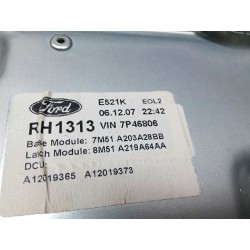 Ford
E521K EOL2
06.12.07 22:42
RH1313 VIN 7P46806
Base Module: 7M51 A203A28BB
Latch Module: 8M51 A219A64AA
DCU:
A12019365 A12019373